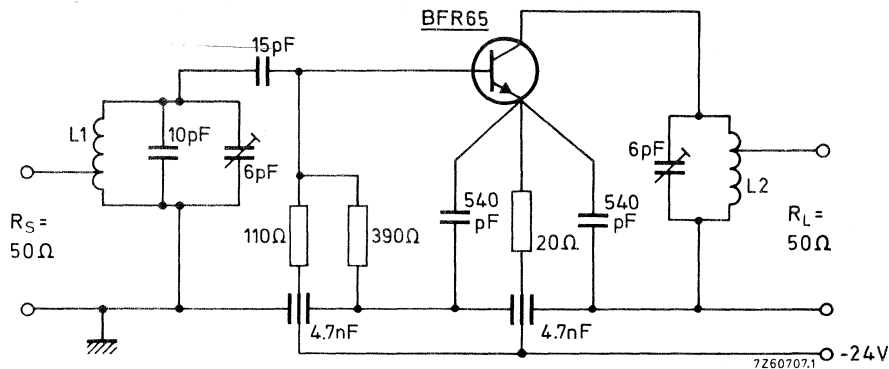 BFR65
15pF
L1
10pF
6pF
6pF
L2
R_S=
50Ω
110Ω
390Ω
540
pF
20Ω
540
pF
R_L=
50Ω
4.7nF
4.7nF
-24V
7Z60707.1